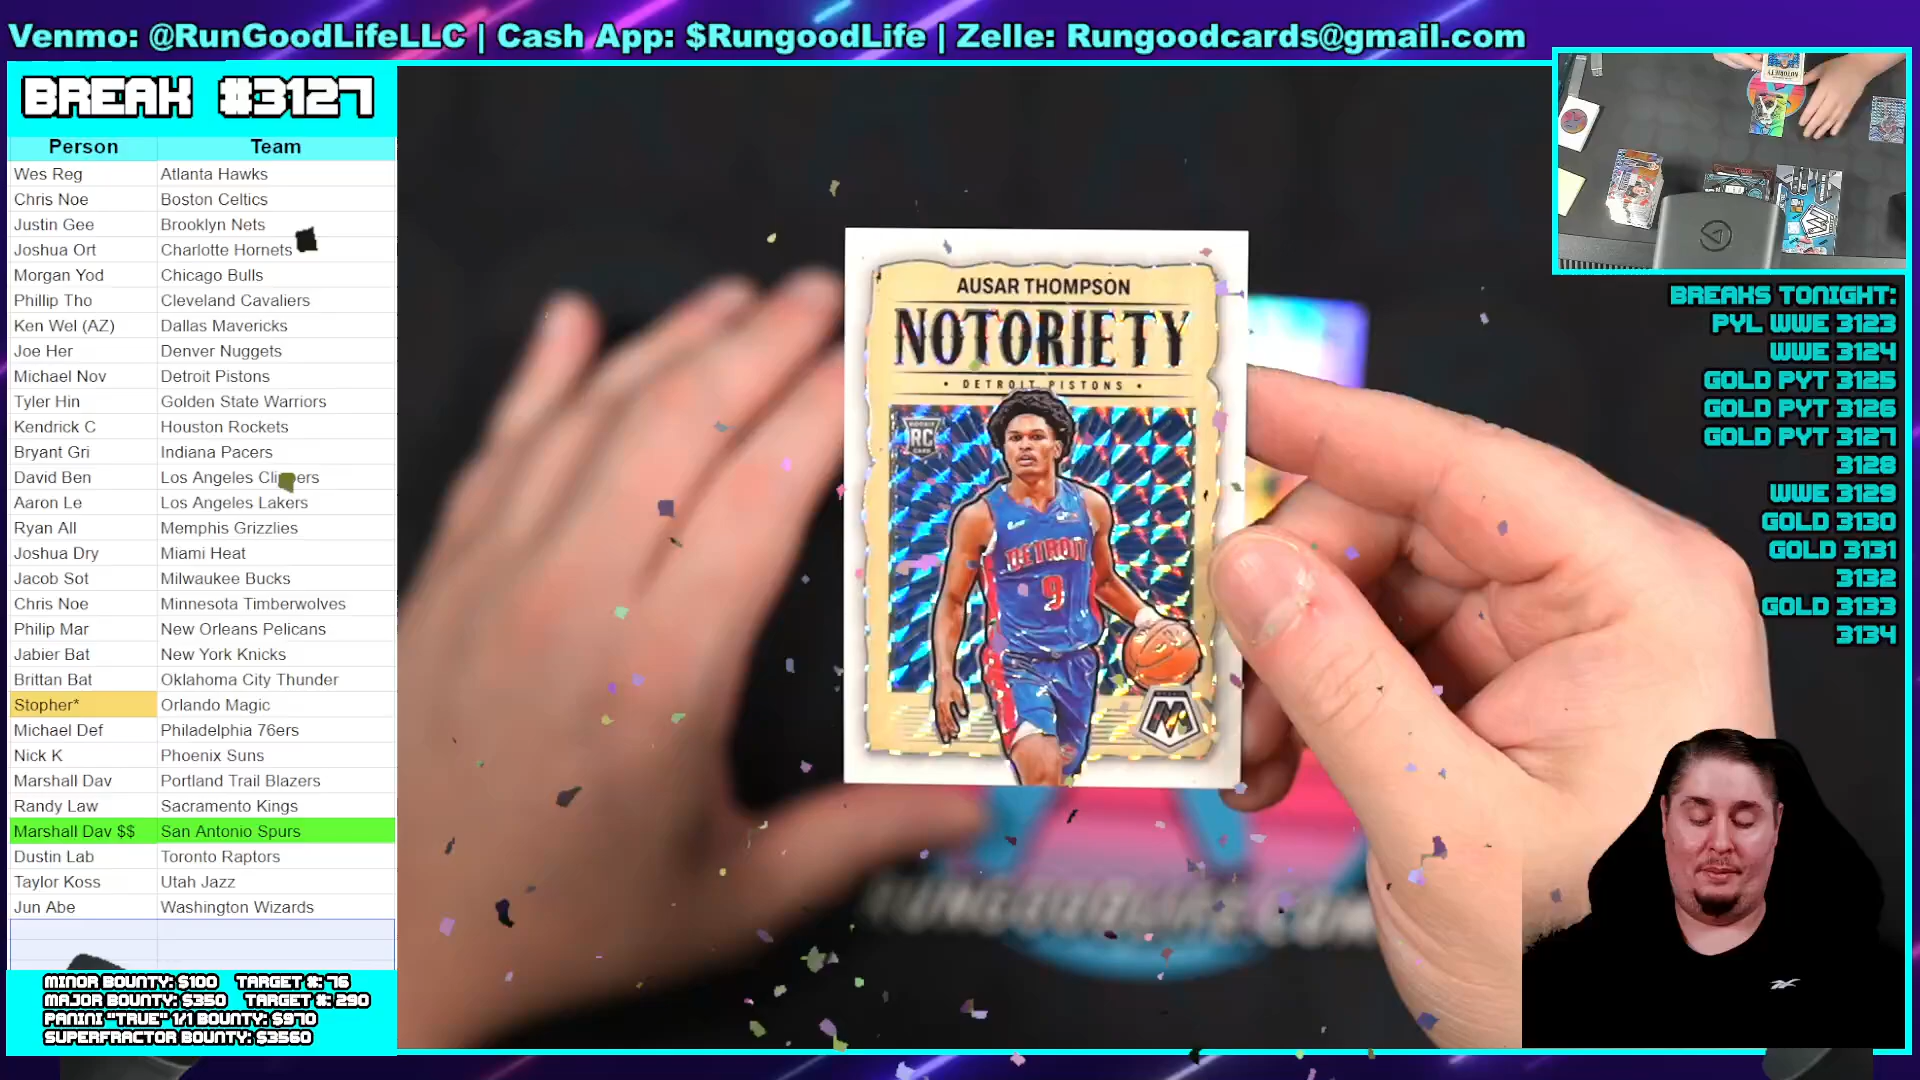 Venmo: @RunGoodLifeLLC | Cash App: $RungoodLife | Zelle: Rungoodcards@gmail.com
BREAK #3127
Person Team
Wes Reg Atlanta Hawks
Chris Noe Boston Celtics
Justin Gee Brooklyn Nets
Joshua Ort Charlotte Hornets
Morgan Yod Chicago Bulls
Phillip Tho Cleveland Cavaliers
Ken Wel (AZ) Dallas Mavericks
Joe Her Denver Nuggets
Michael Nov Detroit Pistons
Tyler Hin Golden State Warriors
Kendrick C Houston Rockets
Bryant Gri Indiana Pacers
David Ben Los Angeles Clippers
Aaron Le Los Angeles Lakers
Ryan All Memphis Grizzlies
Joshua Dry Miami Heat
Jacob Sot Milwaukee Bucks
Chris Noe Minnesota Timberwolves
Philip Mar New Orleans Pelicans
Jabier Bat New York Knicks
Brittan Bat Oklahoma City Thunder
Stopher* Orlando Magic
Michael Def Philadelphia 76ers
Nick K Phoenix Suns
Marshall Dav Portland Trail Blazers
Randy Law Sacramento Kings
Marshall Dav $$ San Antonio Spurs
Dustin Lab Toronto Raptors
Taylor Koss Utah Jazz
Jun Abe Washington Wizards
MINOR BOUNTY: $100 TARGET #: 76
MAJOR BOUNTY: $350 TARGET #: 290
PANINI "TRUE" 1/1 BOUNTY: $970
SUPERFRACTOR BOUNTY: $3560
AUSAR THOMPSON
NOTORIETY
• DETROIT PISTONS •
RC
DETROIT
9
RUNGOODLIFE.COM
NOTORIETY
BREAKS TONIGHT:
PYL WWE 3123
WWE 3124
GOLD PYT 3125
GOLD PYT 3126
GOLD PYT 3127
3128
WWE 3129
GOLD 3130
GOLD 3131
3132
GOLD 3133
3134